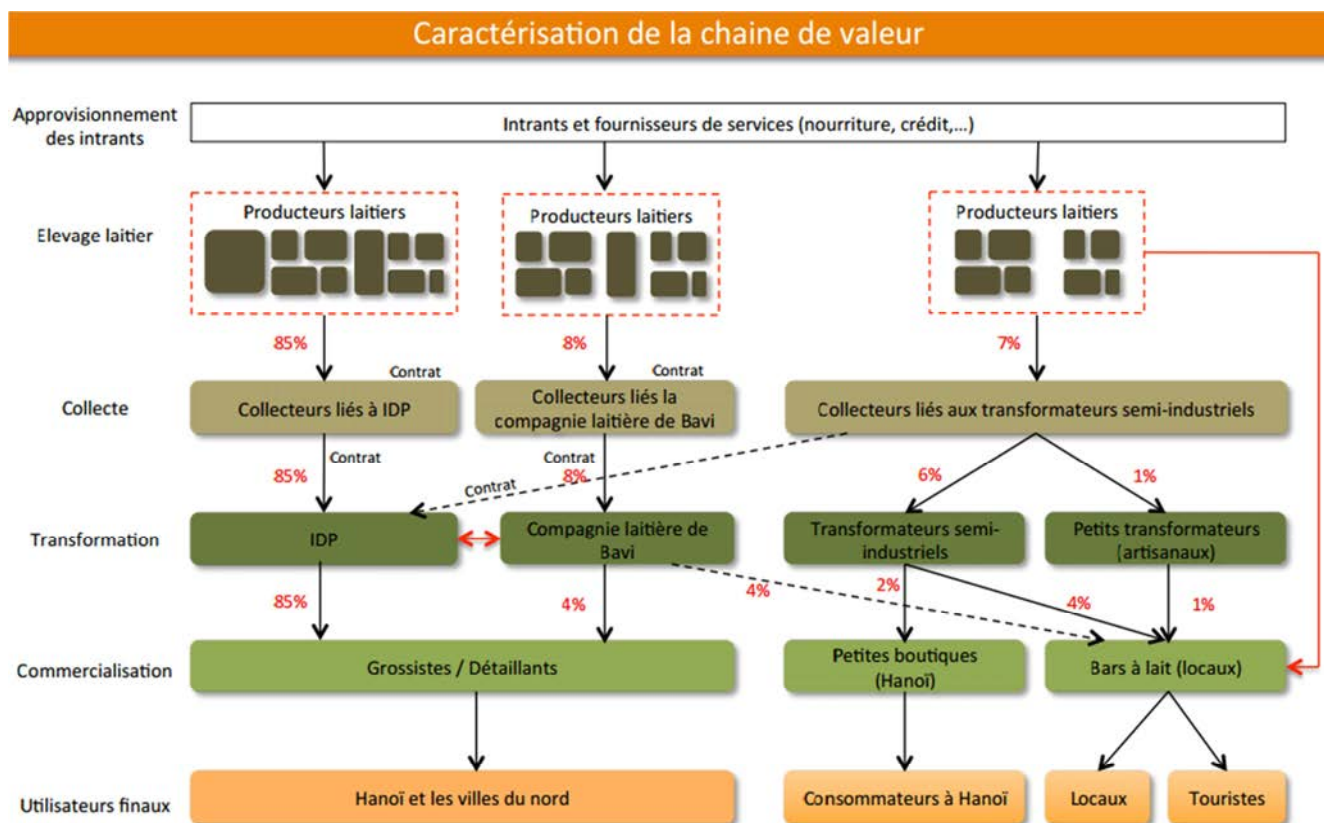 Caractérisation de la chaine de valeur
Approvisionnement
des intrants
Intrants et fournisseurs de services (nourriture, crédit,...)
Elevage laitier
Producteurs laitiers
Producteurs laitiers
Producteurs laitiers
85%
8%
7%
Contrat
Contrat
Collecte
Collecteurs liés à IDP
Collecteurs liés la
compagnie laitière de Bavi
Collecteurs liés aux transformateurs semi-industriels
Contrat
85%
Contrat
8%
Contrat
6%
1%
Transformation
IDP
Compagnie laitière de
Bavi
Transformateurs semi-
industriels
Petits transformateurs
(artisanaux)
85%
4%
4%
2%
4%
1%
Commercialisation
Grossistes / Détaillants
Petites boutiques
(Hanoï)
Bars à lait (locaux)
Utilisateurs finaux
Hanoï et les villes du nord
Consommateurs à Hanoï
Locaux
Touristes